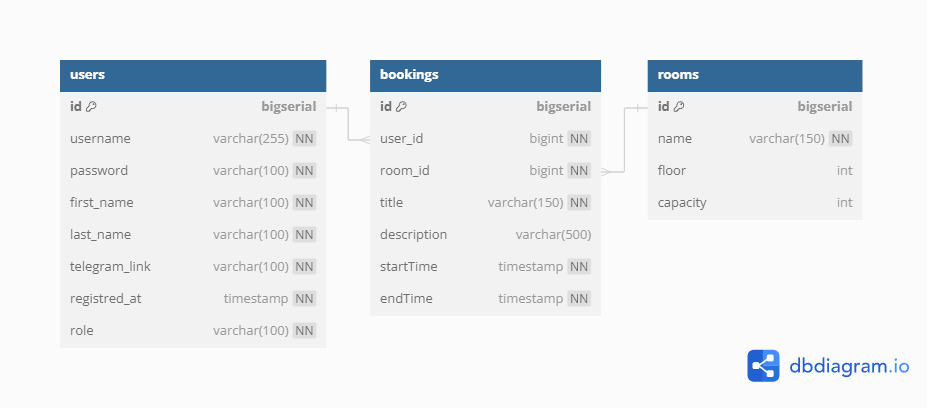 users
id bigserial
username varchar(255) NN
password varchar(100) NN
first_name varchar(100) NN
last_name varchar(100) NN
telegram_link varchar(100) NN
registred_at timestamp NN
role varchar(100) NN
bookings
id bigserial
user_id bigint NN
room_id bigint NN
title varchar(150) NN
description varchar(500)
startTime timestamp NN
endTime timestamp NN
rooms
id bigserial
name varchar(150) NN
floor int
capacity int
dbdiagram.io